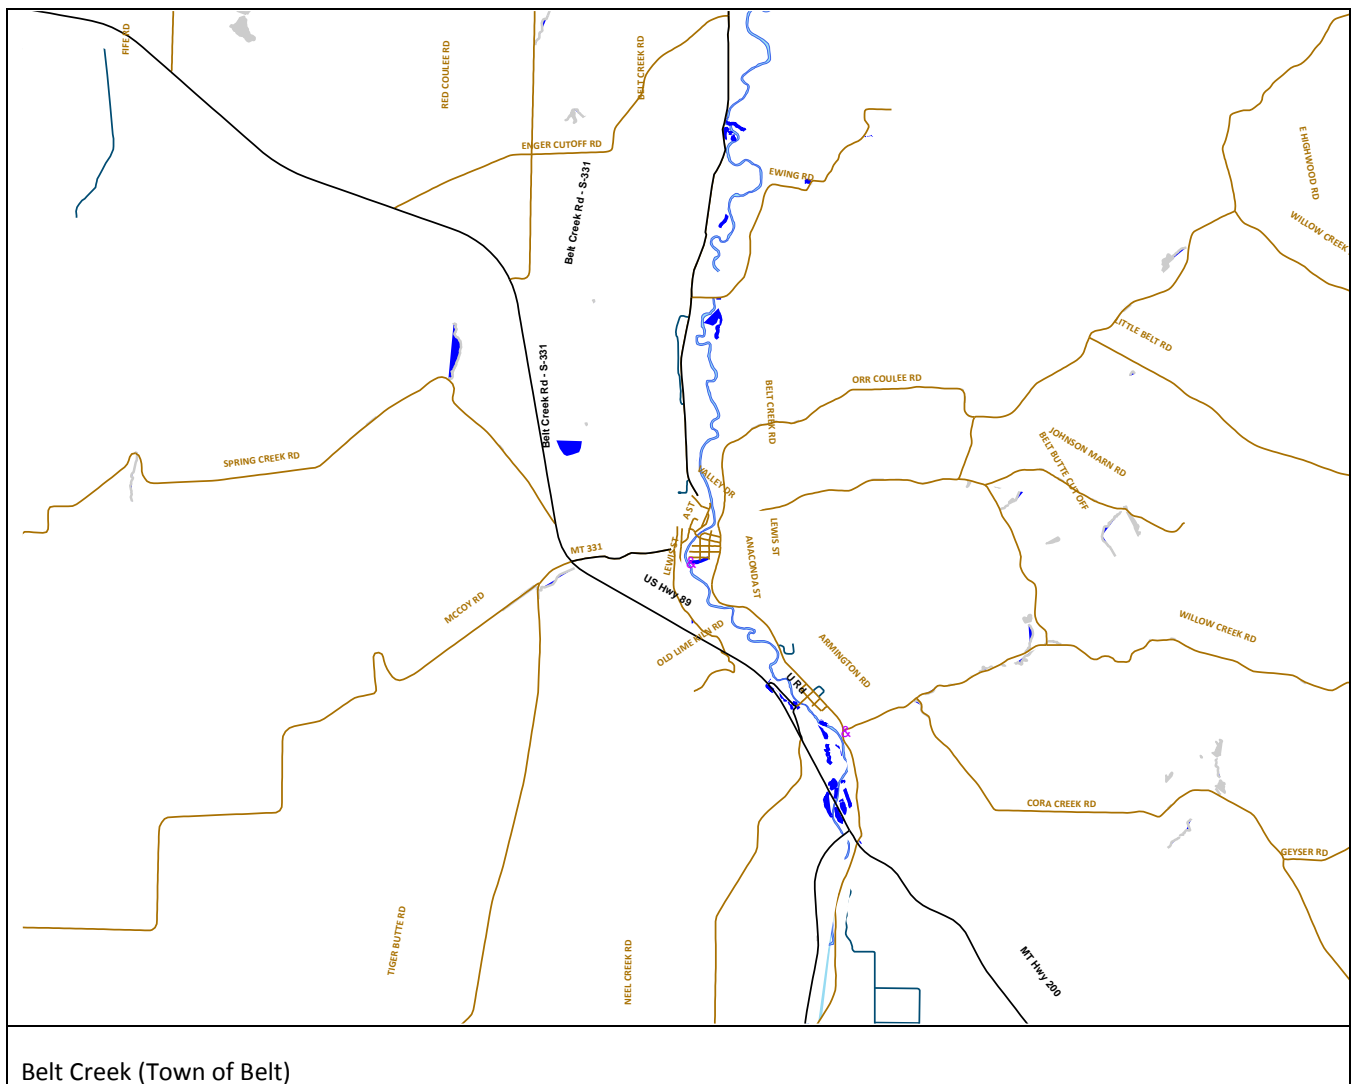 FIFE RD
RED COULEE RD
BELT CREEK RD
ENGER CUTOFF RD
Belt Creek Rd - S-331
EWING RD
E HIGHWOOD RD
WILLOW CREEK
LITTLE BELT RD
Belt Creek Rd - S-331
BELT CREEK RD
ORR COULEE RD
JOHNSON MARN RD
BELT BUTTE CUTOFF
SPRING CREEK RD
VALLEY DR
A ST
LEWIS ST
LEWIS ST
ANACONDA ST
MT 331
&
US Hwy 89
MCCOY RD
OLD LIME KILN RD
ARMINGTON RD
WILLOW CREEK RD
U Rd
&
CORA CREEK RD
GEYSER RD
TIGER BUTTE RD
NEEL CREEK RD
MT Hwy 200
Belt Creek (Town of Belt)